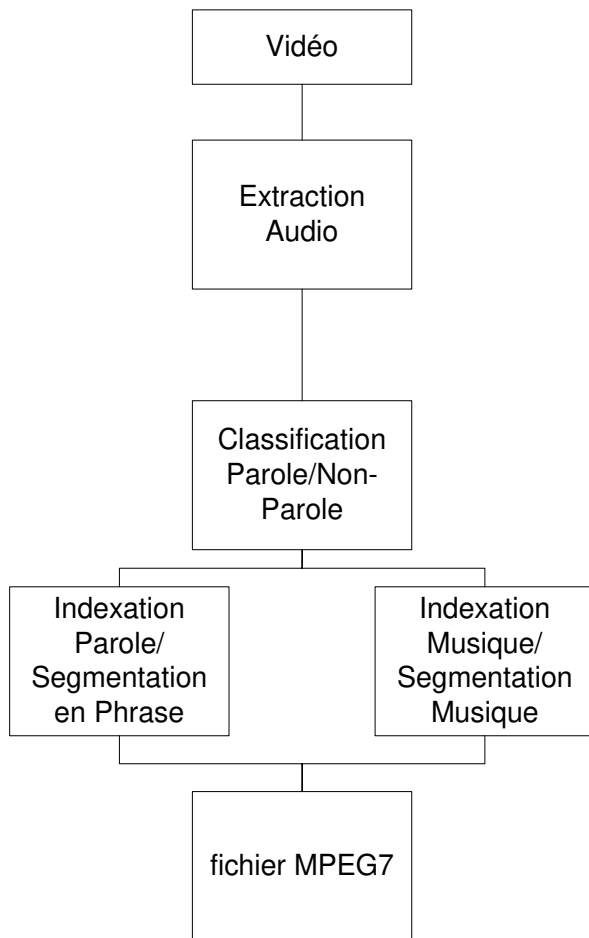 Vidéo
Extraction
Audio
Classification
Parole/Non-
Parole
Indexation
Parole/
Segmentation
en Phrase
Indexation
Musique/
Segmentation
Musique
fichier MPEG7